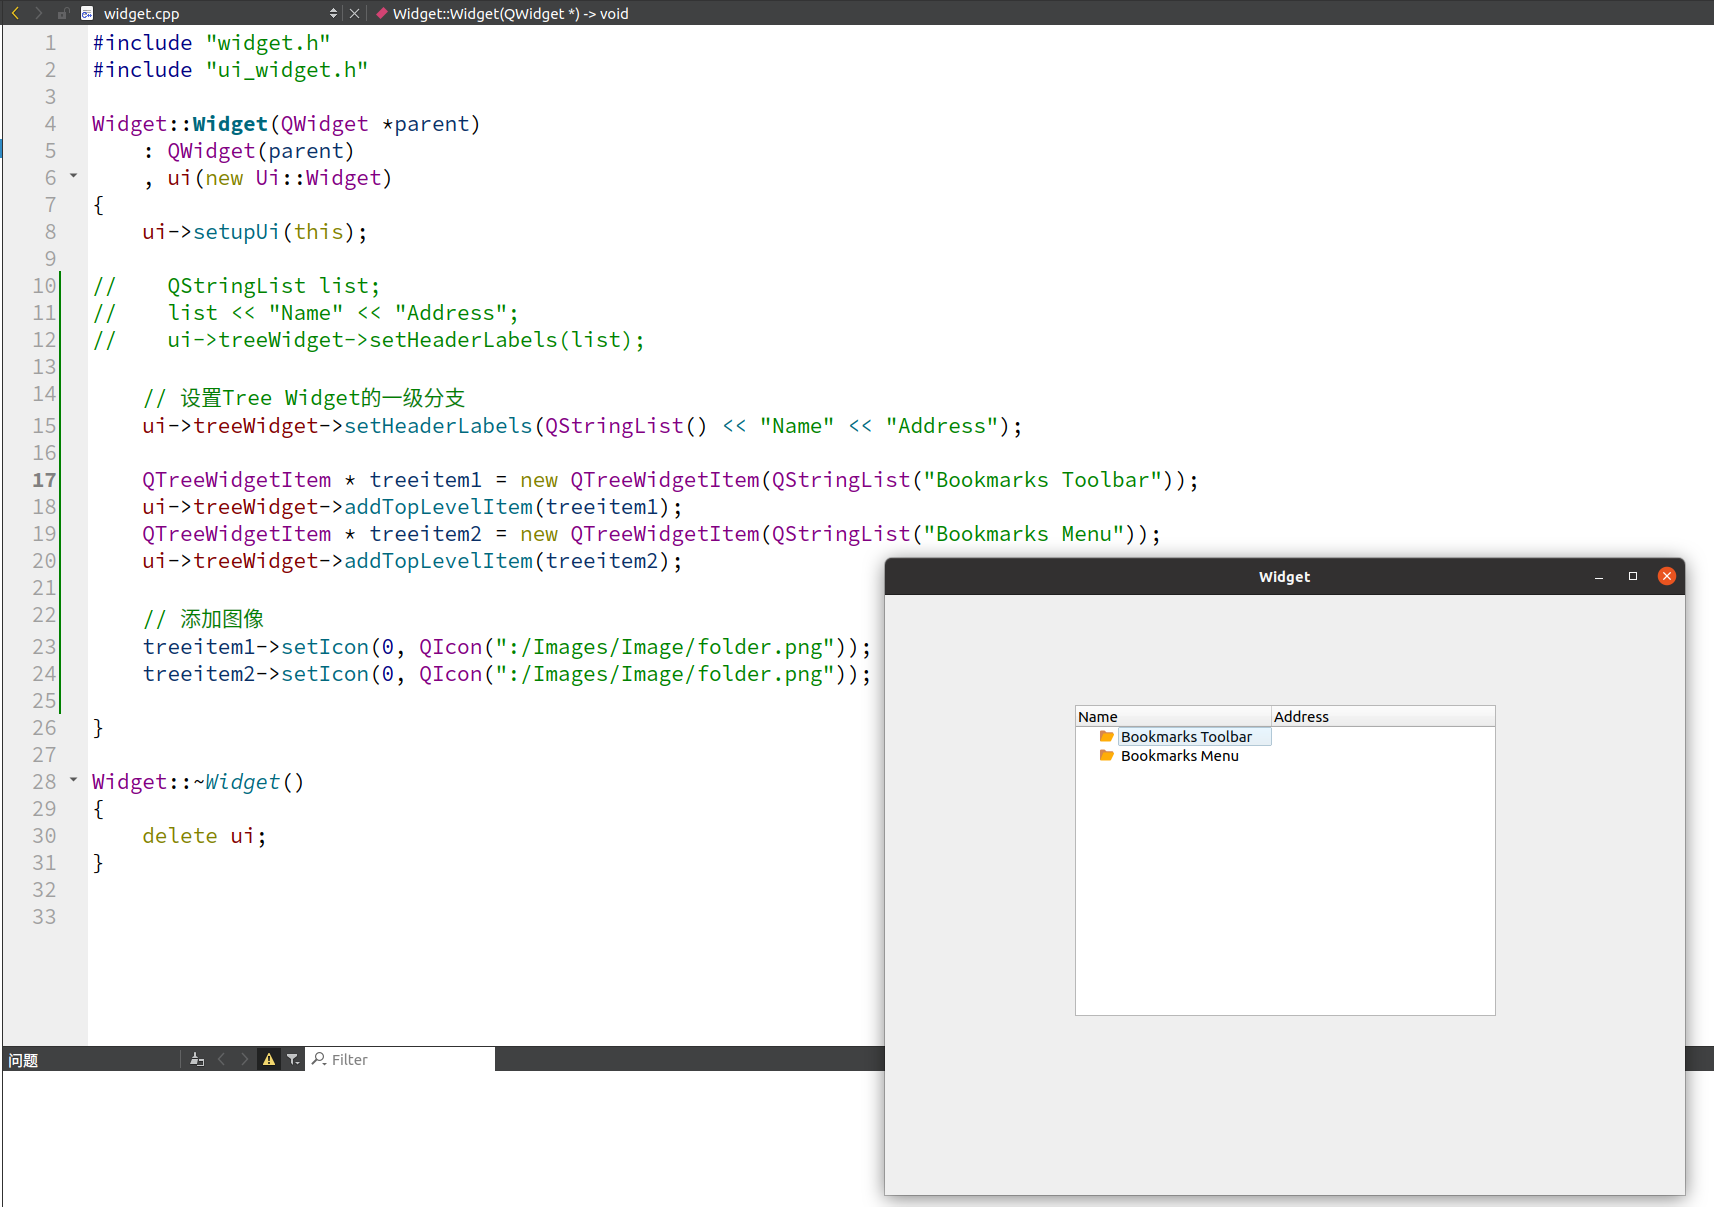 widget.cpp
Widget::Widget(QWidget *) -> void
1 #include "widget.h"
2 #include "ui_widget.h"
3
4 Widget::Widget(QWidget *parent)
5 : QWidget(parent)
6 , ui(new Ui::Widget)
7 {
8 ui->setupUi(this);
9
10 // QStringList list;
11 // list << "Name" << "Address";
12 // ui->treeWidget->setHeaderLabels(list);
13
14 // 设置Tree Widget的一级分支
15 ui->treeWidget->setHeaderLabels(QStringList() << "Name" << "Address");
16
17 QTreeWidgetItem * treeitem1 = new QTreeWidgetItem(QStringList("Bookmarks Toolbar"));
18 ui->treeWidget->addTopLevelItem(treeitem1);
19 QTreeWidgetItem * treeitem2 = new QTreeWidgetItem(QStringList("Bookmarks Menu"));
20 ui->treeWidget->addTopLevelItem(treeitem2);
21
22 // 添加图像
23 treeitem1->setIcon(0, QIcon(":/Images/Image/folder.png"));
24 treeitem2->setIcon(0, QIcon(":/Images/Image/folder.png"));
25
26 }
27
28 Widget::~Widget()
29 {
30 delete ui;
31 }
32
33
Widget
Name Address
Bookmarks Toolbar
Bookmarks Menu
问题
Filter